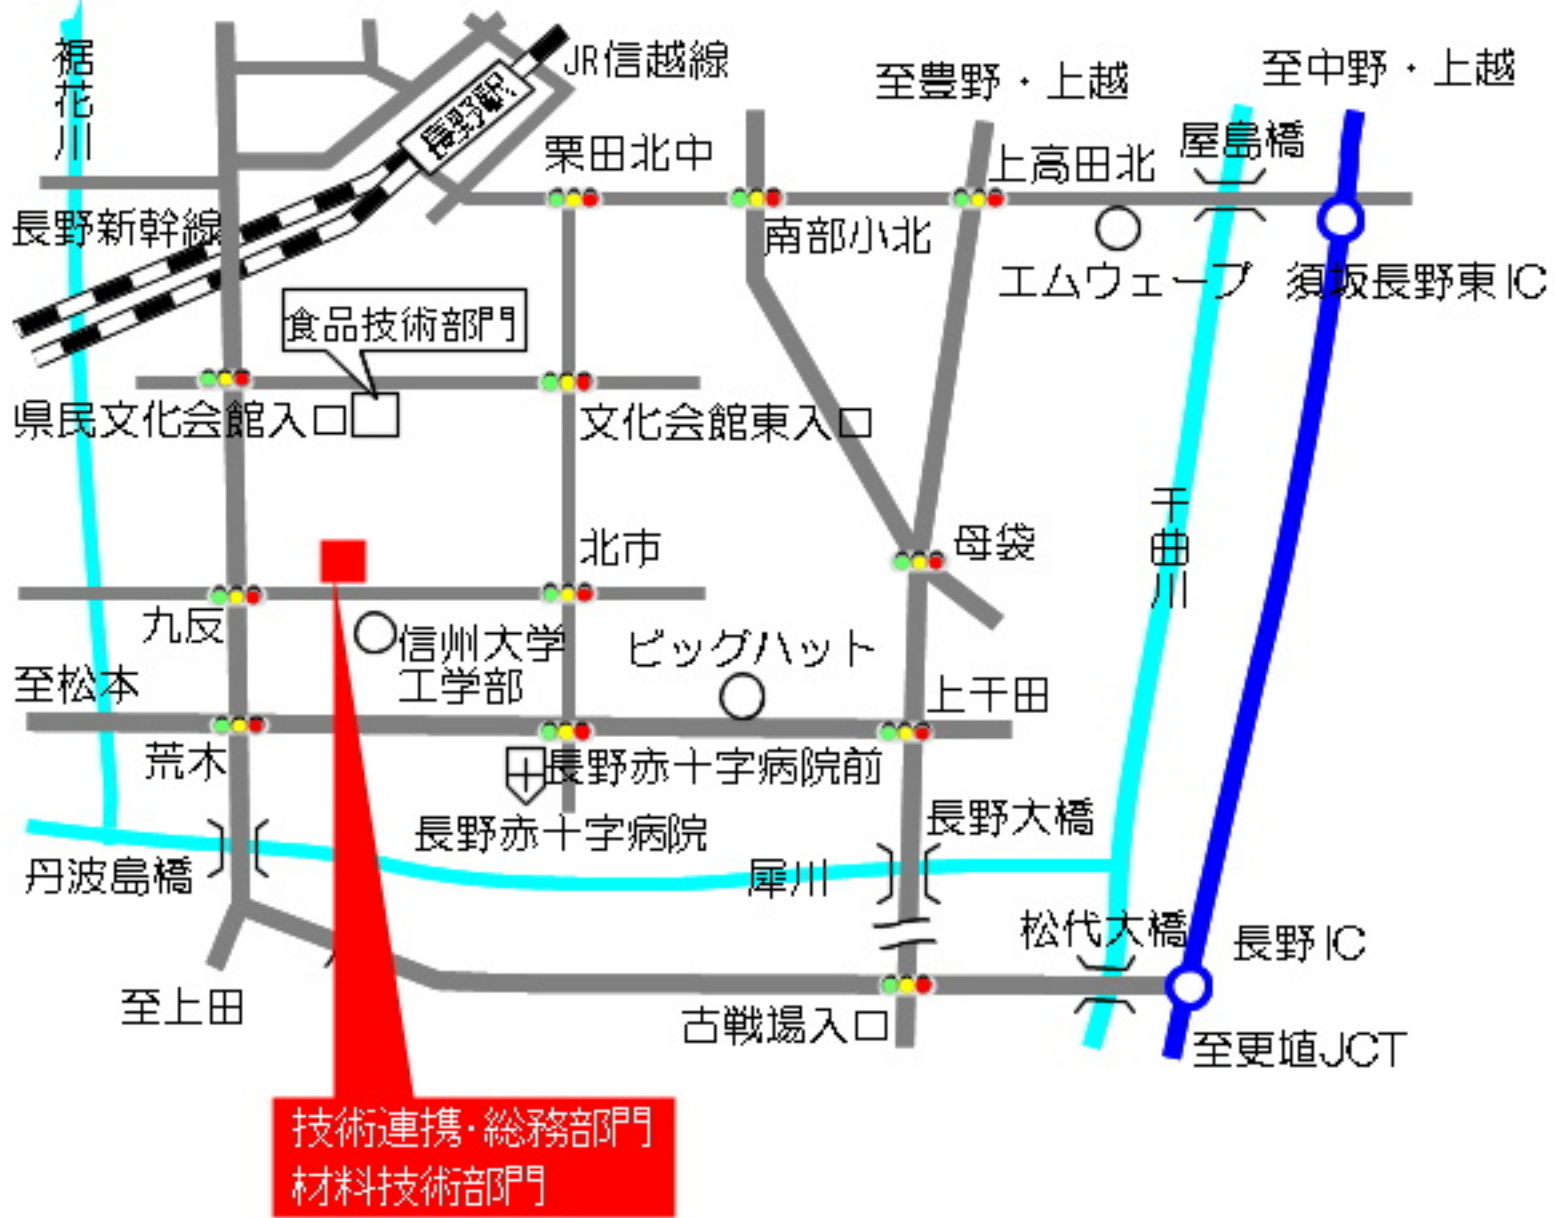 裾花川
JR信越線
長野駅
至豊野・上越
至中野・上越
栗田北中
上高田北
屋島橋
長野新幹線
南部小北
エムウェーブ
須坂長野東IC
食品技術部門
県民文化会館入口
文化会館東入口
千曲川
北市
母袋
九反
信州大学
工学部
ビッグハット
至松本
上千田
荒木
長野赤十字病院前
長野赤十字病院
長野大橋
丹波島橋
犀川
松代大橋
長野IC
至上田
古戦場入口
至更埴JCT
技術連携・総務部門
材料技術部門